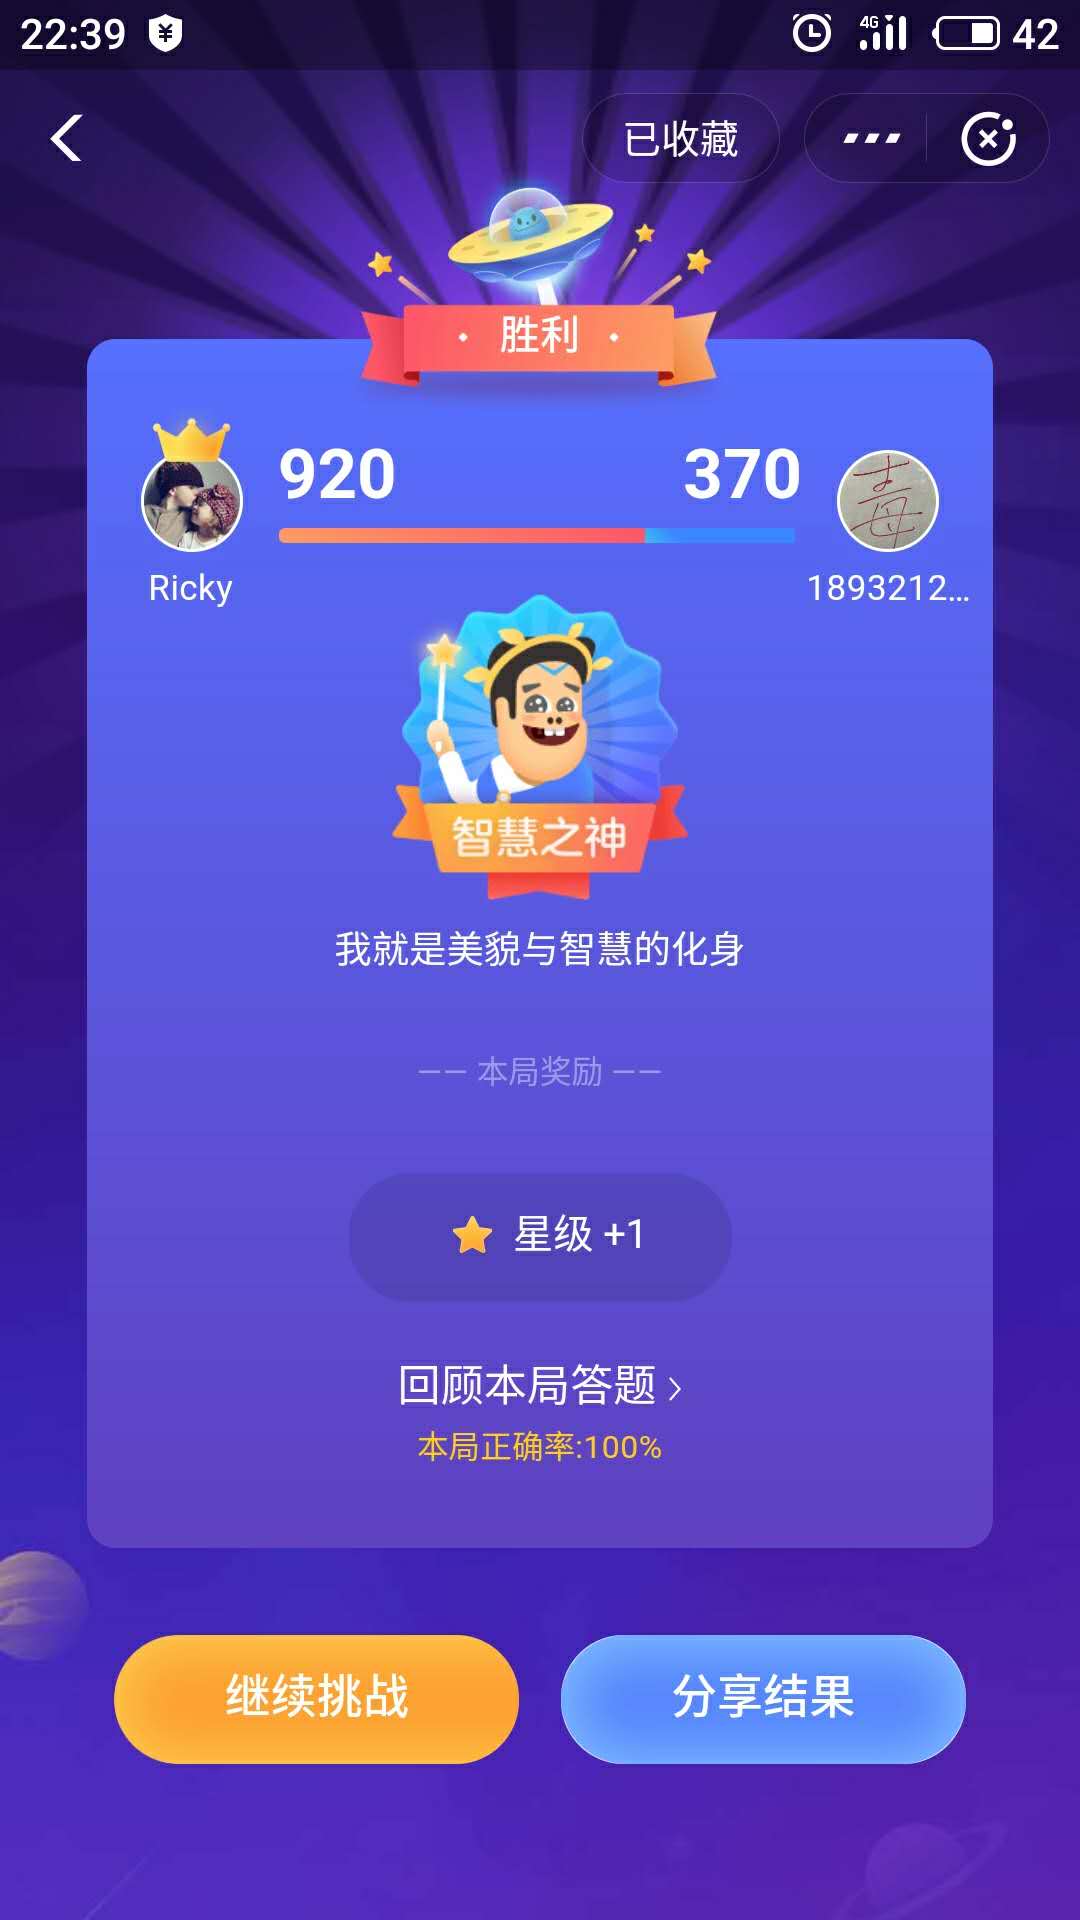 22:39
4G
42
已收藏
胜利
920
370
毒
Ricky
1893212...
智慧之神
我就是美貌与智慧的化身
—— 本局奖励 ——
星级 +1
回顾本局答题 >
本局正确率:100%
继续挑战
分享结果